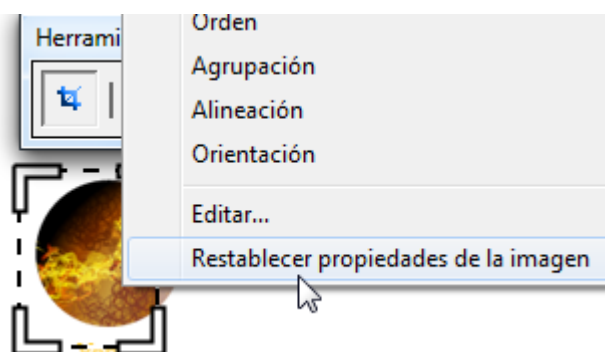 Herrami
Orden
Agrupación
Alineación
Orientación
Editar...
Restablecer propiedades de la imagen